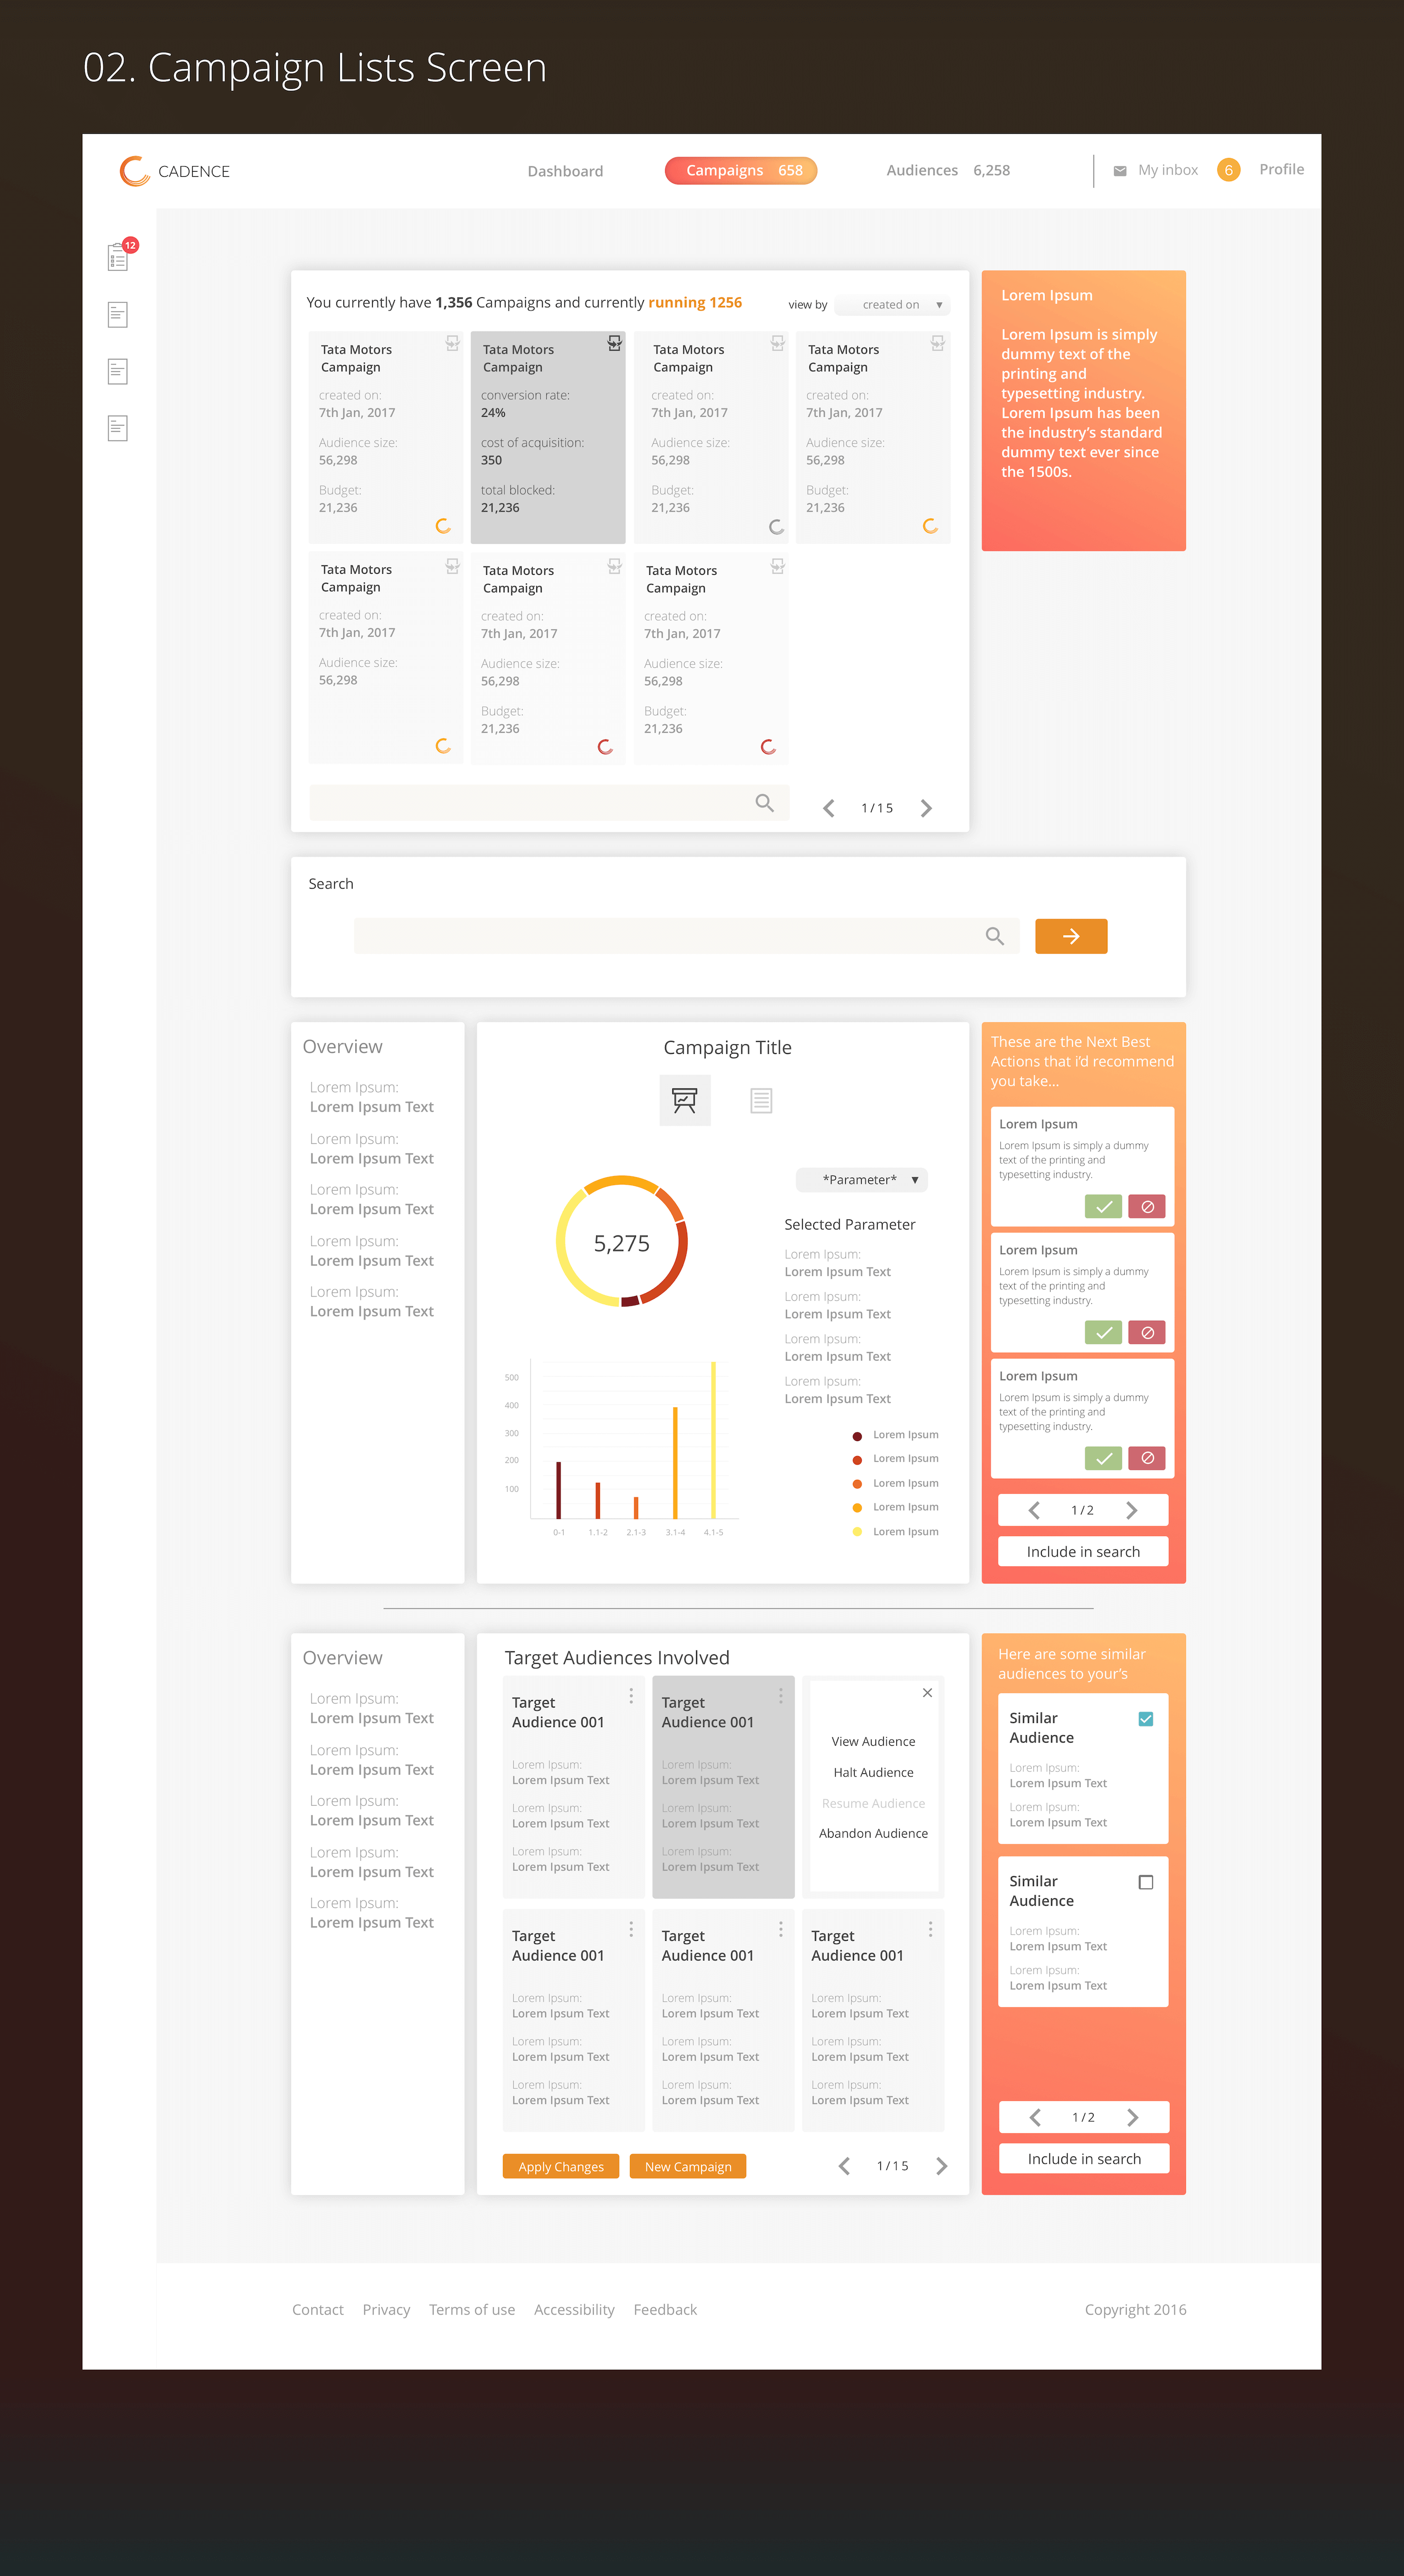 02. Campaign Lists Screen
CADENCE
Dashboard
Campaigns 658
Audiences 6,258
My inbox 6
Profile
12
You currently have 1,356 Campaigns and currently running 1256
view by
created on
Tata Motors
Campaign
created on:
7th Jan, 2017
Audience size:
56,298
Budget:
21,236
Tata Motors
Campaign
conversion rate:
24%
cost of acquisition:
350
total blocked:
21,236
Tata Motors
Campaign
created on:
7th Jan, 2017
Audience size:
56,298
Budget:
21,236
Tata Motors
Campaign
created on:
7th Jan, 2017
Audience size:
56,298
Budget:
21,236
Tata Motors
Campaign
created on:
7th Jan, 2017
Audience size:
56,298
Tata Motors
Campaign
created on:
7th Jan, 2017
Audience size:
56,298
Budget:
21,236
Tata Motors
Campaign
created on:
7th Jan, 2017
Audience size:
56,298
Budget:
21,236
1/15
Lorem Ipsum
Lorem Ipsum is simply
dummy text of the
printing and
typesetting industry.
Lorem Ipsum has been
the industry's standard
dummy text ever since
the 1500s.
Search
Overview
Lorem Ipsum:
Lorem Ipsum Text
Lorem Ipsum:
Lorem Ipsum Text
Lorem Ipsum:
Lorem Ipsum Text
Lorem Ipsum:
Lorem Ipsum Text
Lorem Ipsum:
Lorem Ipsum Text
Campaign Title
5,275
*Parameter*
Selected Parameter
Lorem Ipsum:
Lorem Ipsum Text
Lorem Ipsum:
Lorem Ipsum Text
Lorem Ipsum:
Lorem Ipsum Text
Lorem Ipsum:
Lorem Ipsum Text
500
400
300
200
100
0-1 1.1-2 2.1-3 3.1-4 4.1-5
Lorem Ipsum
Lorem Ipsum
Lorem Ipsum
Lorem Ipsum
Lorem Ipsum
These are the Next Best
Actions that i'd recommend
you take...
Lorem Ipsum
Lorem Ipsum is simply a dummy
text of the printing and
typesetting industry.
Lorem Ipsum
Lorem Ipsum is simply a dummy
text of the printing and
typesetting industry.
Lorem Ipsum
Lorem Ipsum is simply a dummy
text of the printing and
typesetting industry.
1/2
Include in search
Overview
Lorem Ipsum:
Lorem Ipsum Text
Lorem Ipsum:
Lorem Ipsum Text
Lorem Ipsum:
Lorem Ipsum Text
Lorem Ipsum:
Lorem Ipsum Text
Lorem Ipsum:
Lorem Ipsum Text
Target Audiences Involved
Target
Audience 001
Lorem Ipsum:
Lorem Ipsum Text
Lorem Ipsum:
Lorem Ipsum Text
Lorem Ipsum:
Lorem Ipsum Text
Target
Audience 001
Lorem Ipsum:
Lorem Ipsum Text
Lorem Ipsum:
Lorem Ipsum Text
Lorem Ipsum:
Lorem Ipsum Text
View Audience
Halt Audience
Resume Audience
Abandon Audience
Target
Audience 001
Lorem Ipsum:
Lorem Ipsum Text
Lorem Ipsum:
Lorem Ipsum Text
Lorem Ipsum:
Lorem Ipsum Text
Target
Audience 001
Lorem Ipsum:
Lorem Ipsum Text
Lorem Ipsum:
Lorem Ipsum Text
Lorem Ipsum:
Lorem Ipsum Text
Target
Audience 001
Lorem Ipsum:
Lorem Ipsum Text
Lorem Ipsum:
Lorem Ipsum Text
Lorem Ipsum:
Lorem Ipsum Text
Apply Changes
New Campaign
1/15
Here are some similar
audiences to your's
Similar
Audience
Lorem Ipsum:
Lorem Ipsum Text
Lorem Ipsum:
Lorem Ipsum Text
Similar
Audience
Lorem Ipsum:
Lorem Ipsum Text
Lorem Ipsum:
Lorem Ipsum Text
1/2
Include in search
Contact Privacy Terms of use Accessibility Feedback
Copyright 2016